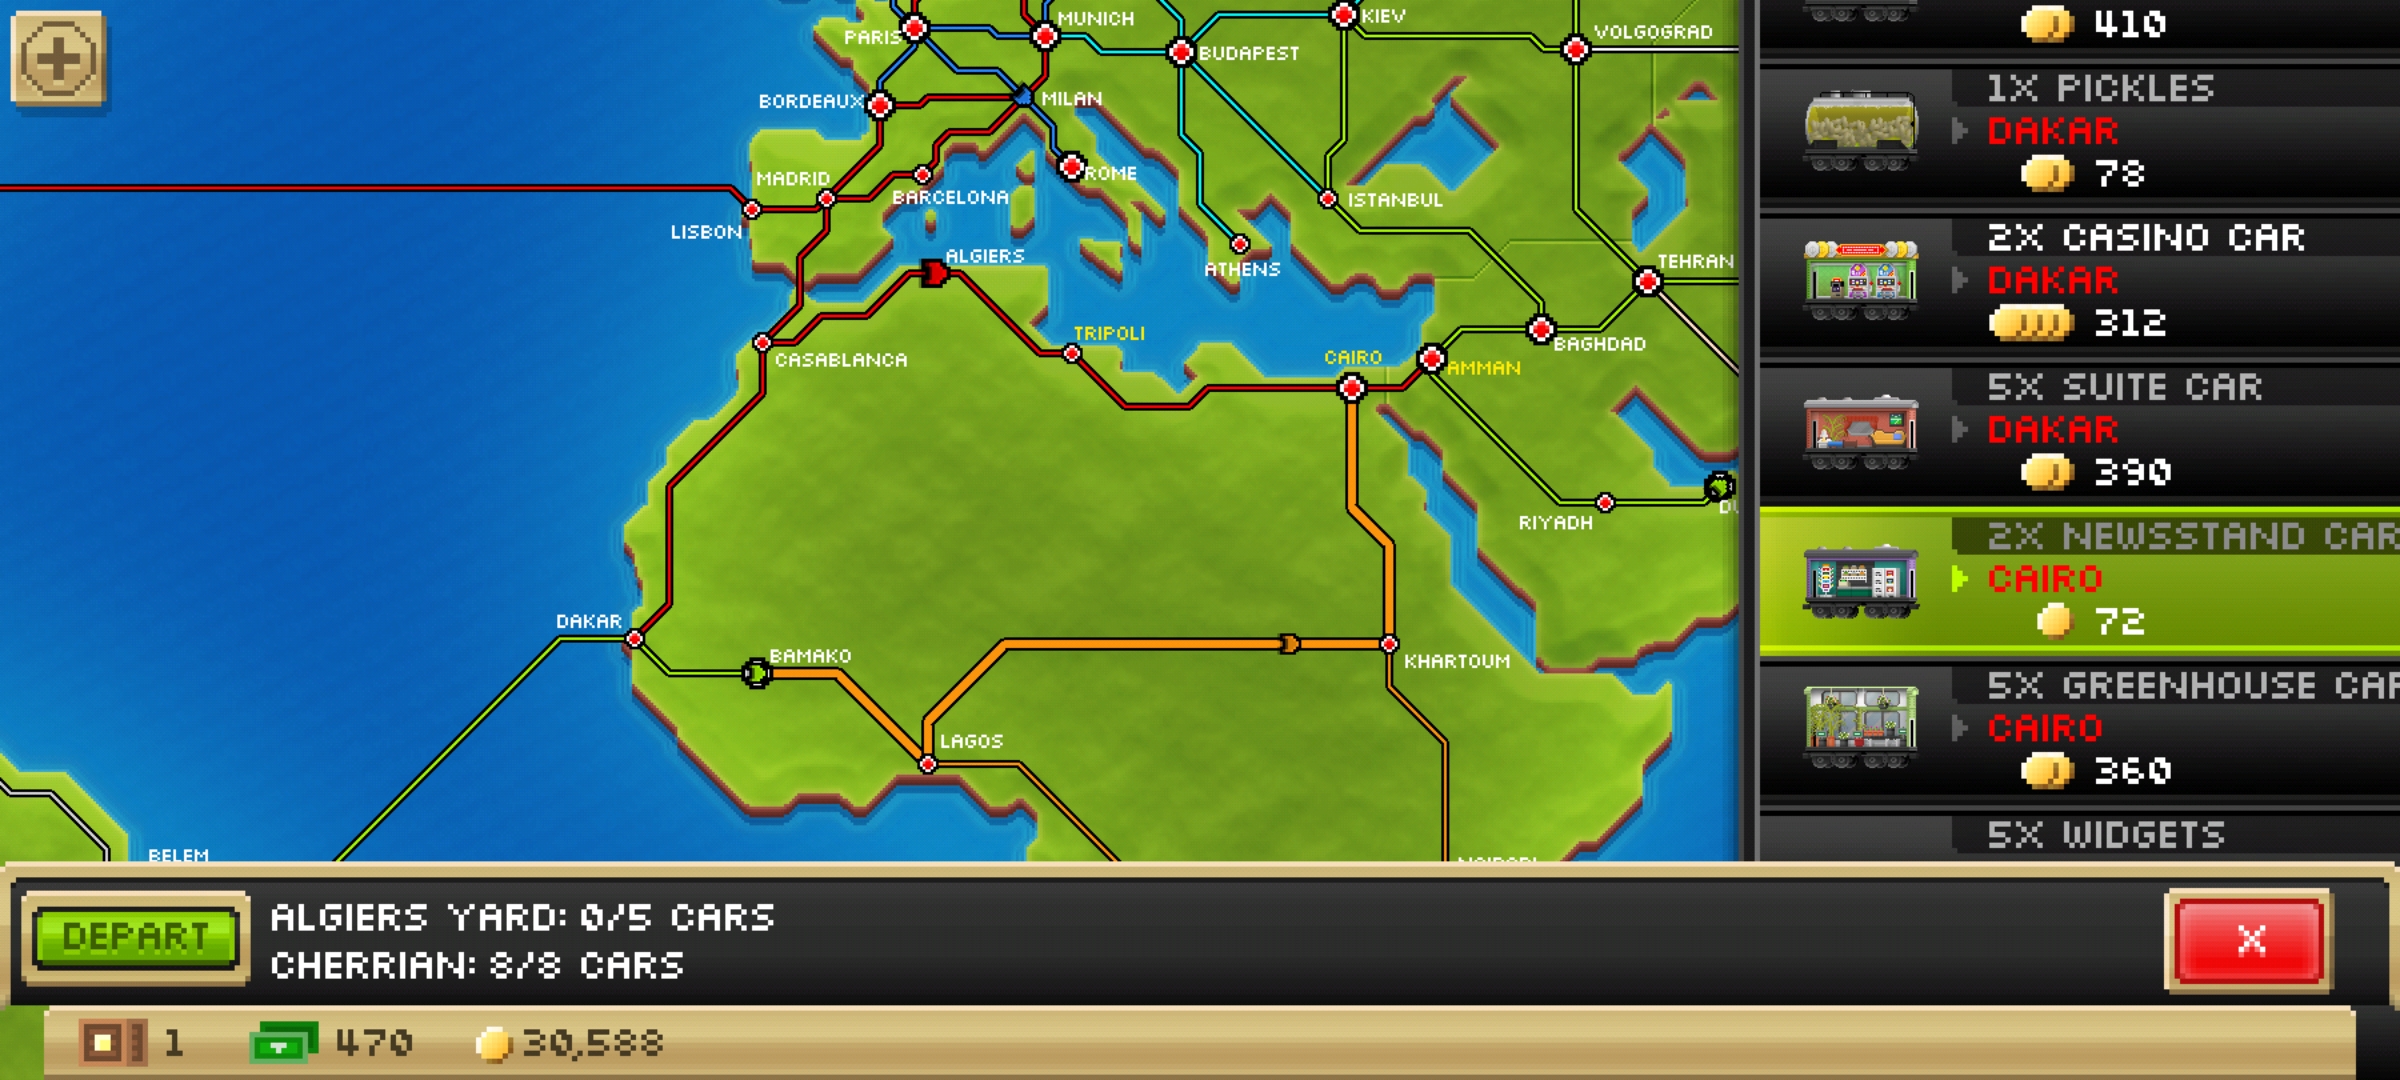 PARIS
MUNICH
KIEV
VOLGOGRAD
BUDAPEST
BORDEAUX
MILAN
ROME
MADRID
BARCELONA
LISBON
ISTANBUL
ALGIERS
ATHENS
TEHRAN
TRIPOLI
CASABLANCA
CAIRO
AMMAN
BAGHDAD
RIYADH
DAKAR
BAMAKO
KHARTOUM
LAGOS
BELEM
410
1X PICKLES
DAKAR
78
2X CASINO CAR
DAKAR
312
5X SUITE CAR
DAKAR
390
2X NEWSSTAND CAR
CAIRO
72
5X GREENHOUSE CAR
CAIRO
360
5X WIDGETS
DEPART
ALGIERS YARD: 0/5 CARS
CHERRIAN: 8/8 CARS
X
1
470
30,588